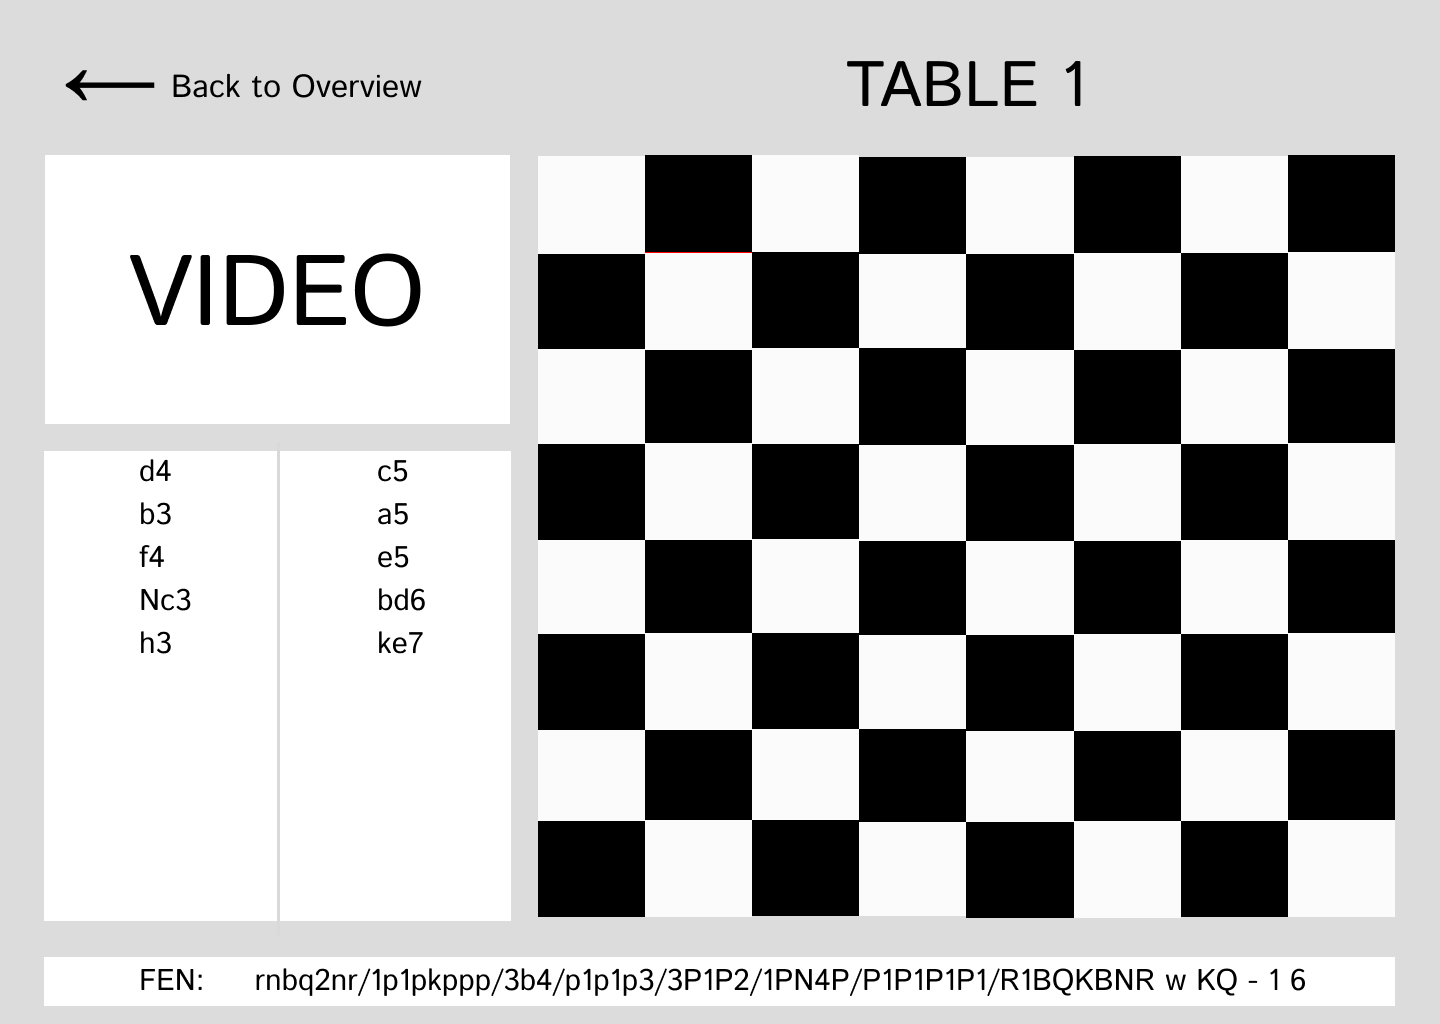 ← Back to Overview
TABLE 1
VIDEO
d4 c5
b3 a5
f4 e5
Nc3 bd6
h3 ke7
FEN: rnbq2nr/1p1pkppp/3b4/p1p1p3/3P1P2/1PN4P/P1P1P1P1/R1BQKBNR w KQ - 1 6